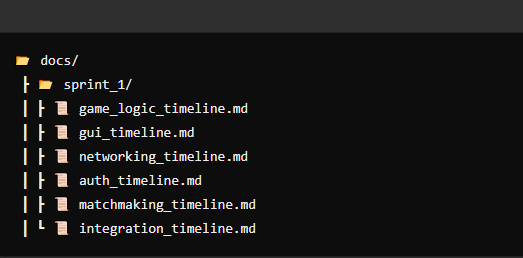 📂 docs/
┣ 📂 sprint_1/
┃ ┣ 📜 game_logic_timeline.md
┃ ┣ 📜 gui_timeline.md
┃ ┣ 📜 networking_timeline.md
┃ ┣ 📜 auth_timeline.md
┃ ┣ 📜 matchmaking_timeline.md
┃ ┗ 📜 integration_timeline.md